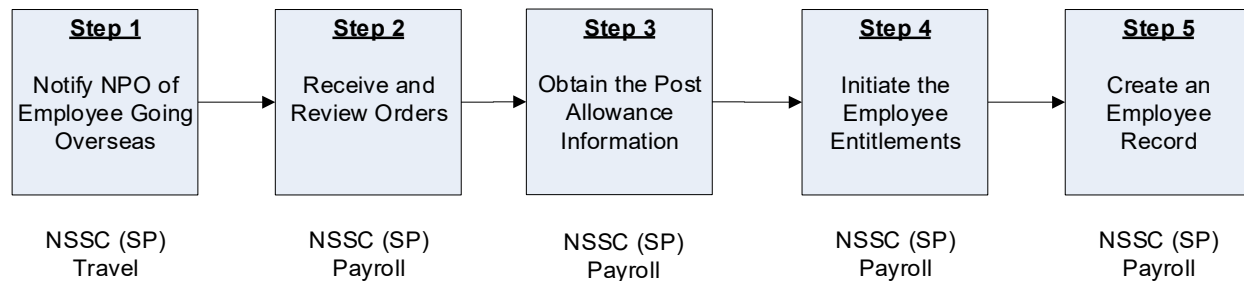 Step 1
Notify NPO of
Employee Going
Overseas
NSSC (SP)
Travel
Step 2
Receive and
Review Orders
NSSC (SP)
Payroll
Step 3
Obtain the Post
Allowance
Information
NSSC (SP)
Payroll
Step 4
Initiate the
Employee
Entitlements
NSSC (SP)
Payroll
Step 5
Create an
Employee
Record
NSSC (SP)
Payroll